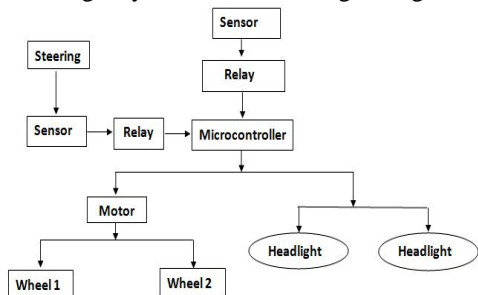 Sensor
Steering
Relay
Sensor
Relay
Microcontroller
Motor
Headlight
Headlight
Wheel 1
Wheel 2